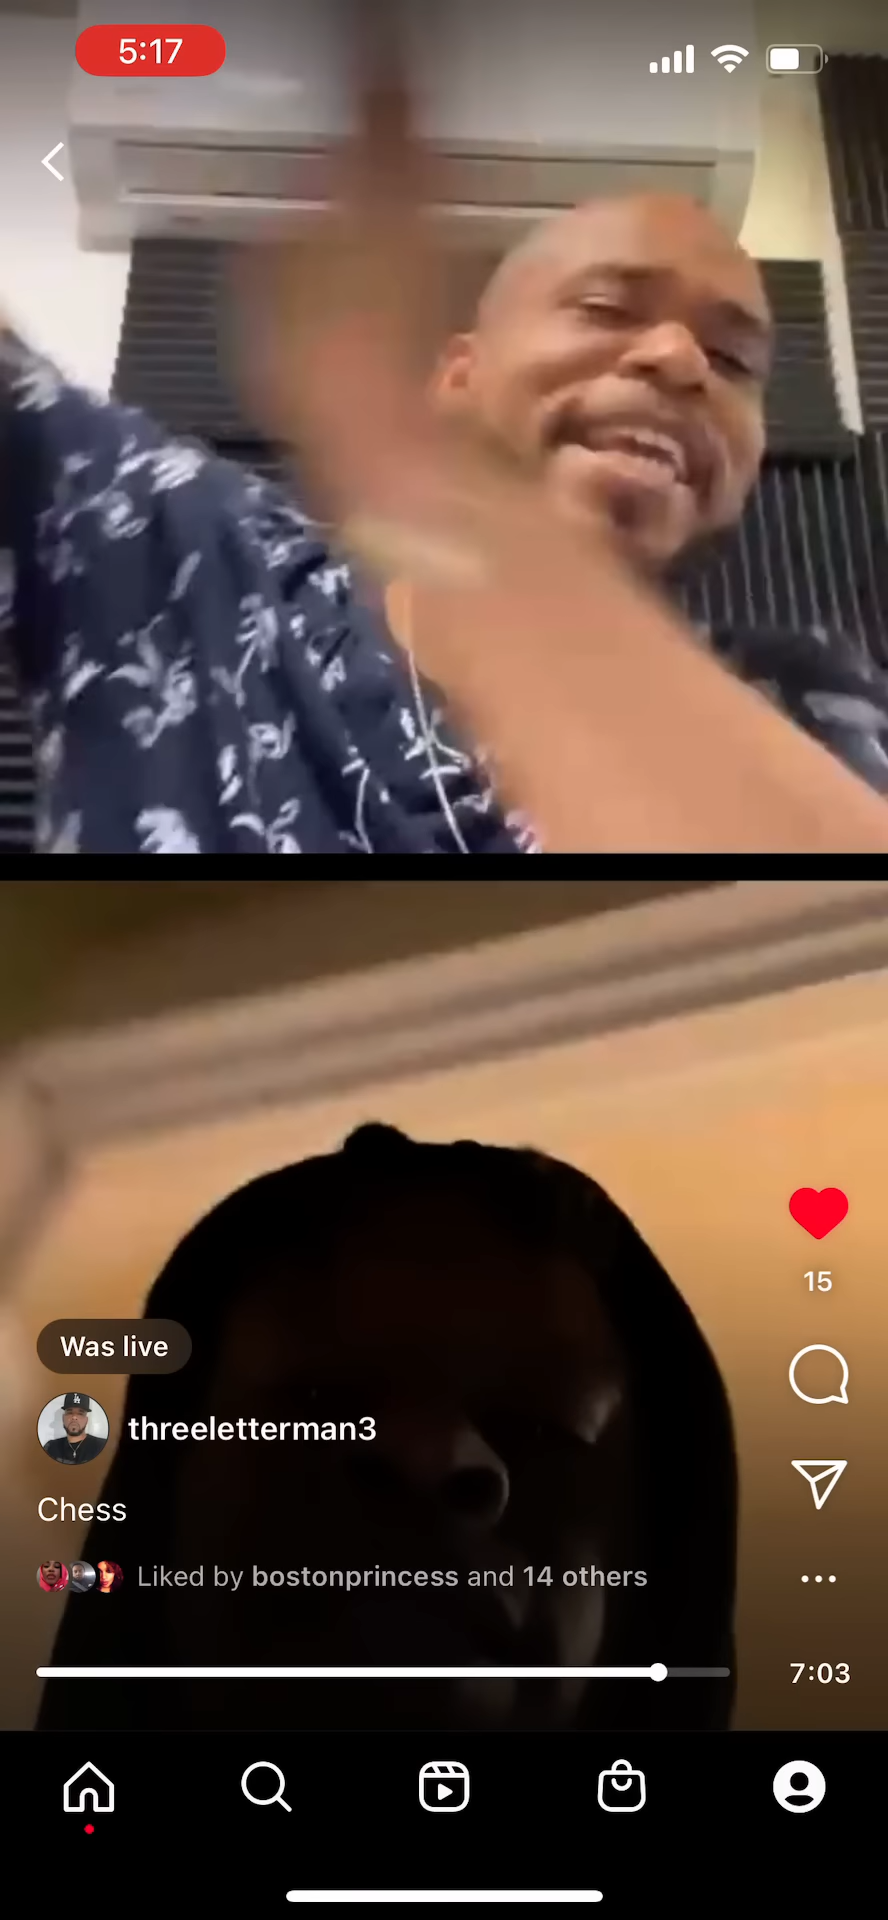 5:17
Was live
threeletterman3
Chess
Liked by bostonprincess and 14 others
15
7:03